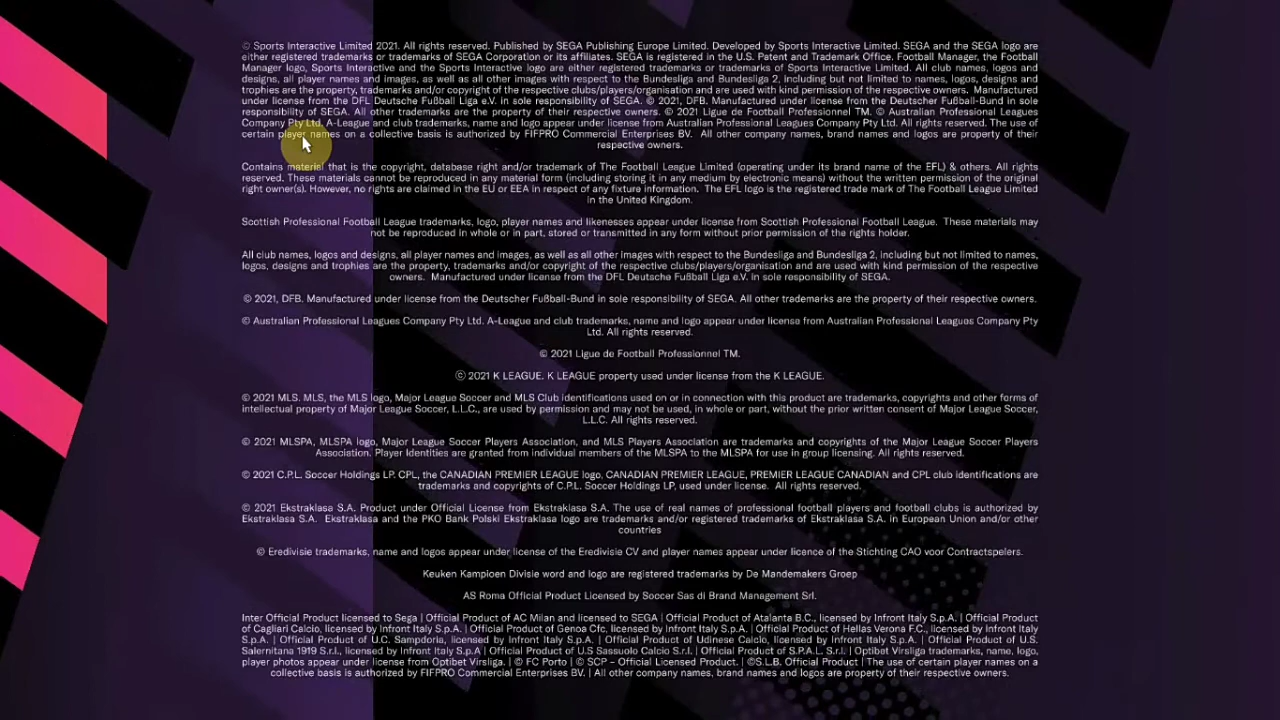 © Sports Interactive Limited 2021. All rights reserved. Published by SEGA Publishing Europe Limited. Developed by Sports Interactive Limited. SEGA and the SEGA logo are
either registered trademarks or trademarks of SEGA Corporation or its affiliates. SEGA is registered in the U.S. Patent and Trademark Office. Football Manager, the Football
Manager logo, Sports Interactive and the Sports Interactive logo are either registered trademarks or trademarks of Sports Interactive Limited. All club names, logos and
designs, all player names and images, as well as all other images with respect to the Bundesliga and Bundesliga 2, including but not limited to names, logos, designs and
trophies are the property, trademarks and/or copyright of the respective clubs/players/organisation and are used with kind permission of the respective owners. Manufactured
under license from the DFL Deutsche Fußball Liga e.V. in sole responsibility of SEGA. © 2021, DFB. Manufactured under license from the Deutscher Fußball-Bund in sole
responsibility of SEGA. All other trademarks are the property of their respective owners. © 2021 Ligue de Football Professionnel TM. © Australian Professional Leagues
Company Pty Ltd. A-League and club trademarks, name and logo appear under license from Australian Professional Leagues Company Pty Ltd. All rights reserved. The use of
certain player names on a collective basis is authorized by FIFPRO Commercial Enterprises BV. All other company names, brand names and logos are property of their
respective owners.
Contains material that is the copyright, database right and/or trademark of The Football League Limited (operating under its brand name of the EFL) & others. All rights
reserved. These materials cannot be reproduced in any material form (including storing it in any medium by electronic means) without the written permission of the original
right owner(s). However, no rights are claimed in the EU or EEA in respect of any fixture information. The EFL logo is the registered trade mark of The Football League Limited
in the United Kingdom.
Scottish Professional Football League trademarks, logo, player names and likenesses appear under license from Scottish Professional Football League. These materials may
not be reproduced in whole or in part, stored or transmitted in any form without prior permission of the rights holder.
All club names, logos and designs, all player names and images, as well as all other images with respect to the Bundesliga and Bundesliga 2, including but not limited to names,
logos, designs and trophies are the property, trademarks and/or copyright of the respective clubs/players/organisation and are used with kind permission of the respective
owners. Manufactured under license from the DFL Deutsche Fußball Liga e.V. in sole responsibility of SEGA.
© 2021, DFB. Manufactured under license from the Deutscher Fußball-Bund in sole responsibility of SEGA. All other trademarks are the property of their respective owners.
© Australian Professional Leagues Company Pty Ltd. A-League and club trademarks, name and logo appear under license from Australian Professional Leagues Company Pty
Ltd. All rights reserved.
© 2021 Ligue de Football Professionnel TM.
ⓒ 2021 K LEAGUE. K LEAGUE property used under license from the K LEAGUE.
© 2021 MLS. MLS, the MLS logo, Major League Soccer and MLS Club identifications used on or in connection with this product are trademarks, copyrights and other forms of
intellectual property of Major League Soccer, L.L.C., are used by permission and may not be used, in whole or part, without the prior written consent of Major League Soccer,
L.L.C. All rights reserved.
© 2021 MLSPA, MLSPA logo, Major League Soccer Players Association, and MLS Players Association are trademarks and copyrights of the Major League Soccer Players
Association. Player Identities are granted from individual members of the MLSPA to the MLSPA for use in group licensing. All rights reserved.
© 2021 C.P.L. Soccer Holdings LP. CPL, the CANADIAN PREMIER LEAGUE logo, CANADIAN PREMIER LEAGUE, PREMIER LEAGUE CANADIAN and CPL club identifications are
trademarks and copyrights of C.P.L. Soccer Holdings LP, used under license. All rights reserved.
© 2021 Ekstraklasa S.A. Product under Official License from Ekstraklasa S.A. The use of real names of professional football players and football clubs is authorized by
Ekstraklasa S.A. Ekstraklasa and the PKO Bank Polski Ekstraklasa logo are trademarks and/or registered trademarks of Ekstraklasa S.A. in European Union and/or other
countries
© Eredivisie trademarks, name and logos appear under license of the Eredivisie CV and player names appear under licence of the Stichting CAO voor Contractspelers.
Keuken Kampioen Divisie word and logo are registered trademarks by De Mandemakers Groep
AS Roma Official Product Licensed by Soccer Sas di Brand Management Srl.
Inter Official Product licensed to Sega | Official Product of AC Milan and licensed to SEGA | Official Product of Atalanta B.C., licensed by Infront Italy S.p.A. | Official Product
of Cagliari Calcio, licensed by Infront Italy S.p.A. | Official Product of Genoa Cfc, licensed by Infront Italy S.p.A. | Official Product of Hellas Verona F.C., licensed by Infront Italy
S.p.A. | Official Product of U.C. Sampdoria, licensed by Infront Italy S.p.A. | Official Product of Udinese Calcio, licensed by Infront Italy S.p.A. | Official Product of U.S.
Salernitana 1919 S.r.l., licensed by Infront Italy S.p.A | Official Product of U.S Sassuolo Calcio S.r.l. | Official Product of S.P.A.L. S.r.l. | Optibet Virsliga trademarks, name, logo,
player photos appear under license from Optibet Virsliga. | © FC Porto | © SCP – Official Licensed Product. | ©S.L.B. Official Product | The use of certain player names on a
collective basis is authorized by FIFPRO Commercial Enterprises BV. | All other company names, brand names and logos are property of their respective owners.